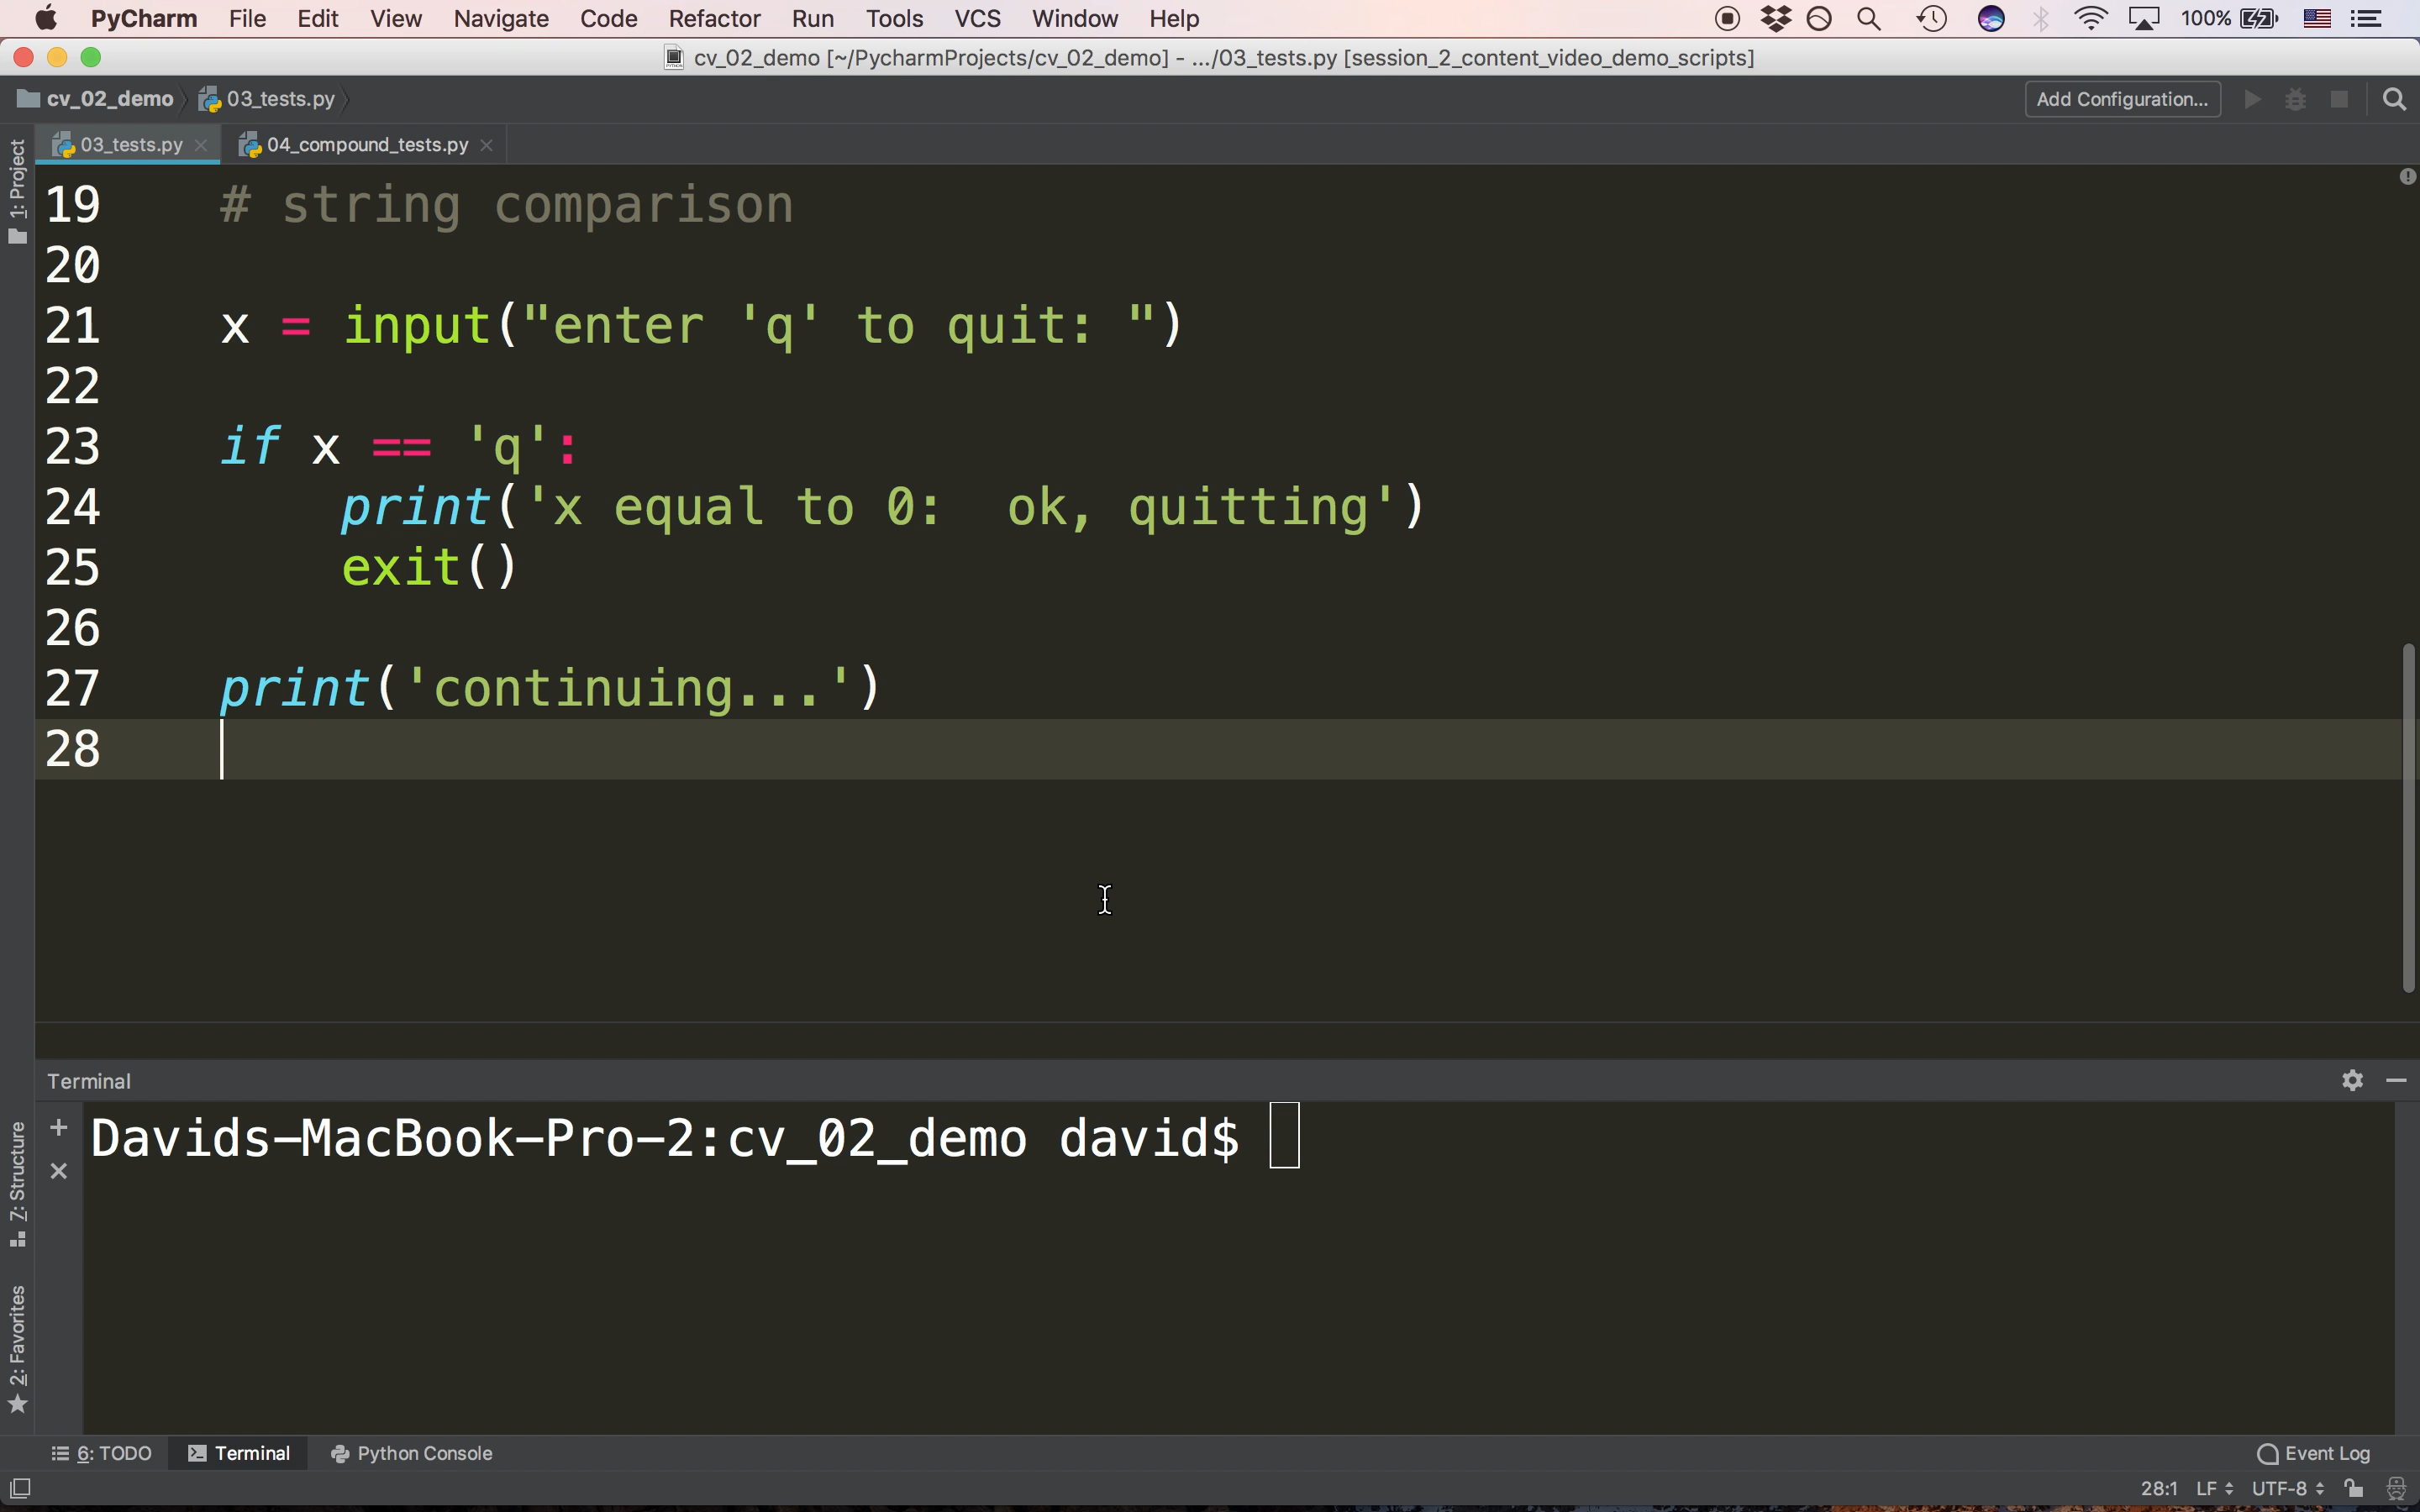 PyCharm File Edit View Navigate Code Refactor Run Tools VCS Window Help 100%
cv_02_demo [~/PycharmProjects/cv_02_demo] - .../03_tests.py [session_2_content_video_demo_scripts]
cv_02_demo 03_tests.py Add Configuration...
03_tests.py 04_compound_tests.py
1: Project
19 # string comparison
20
21 x = input("enter 'q' to quit: ")
22
23 if x == 'q':
24 print('x equal to 0:  ok, quitting')
25 exit()
26
27 print('continuing...')
28
Terminal
Davids-MacBook-Pro-2:cv_02_demo david$
7: Structure
2: Favorites
6: TODO Terminal Python Console Event Log
28:1 LF UTF-8